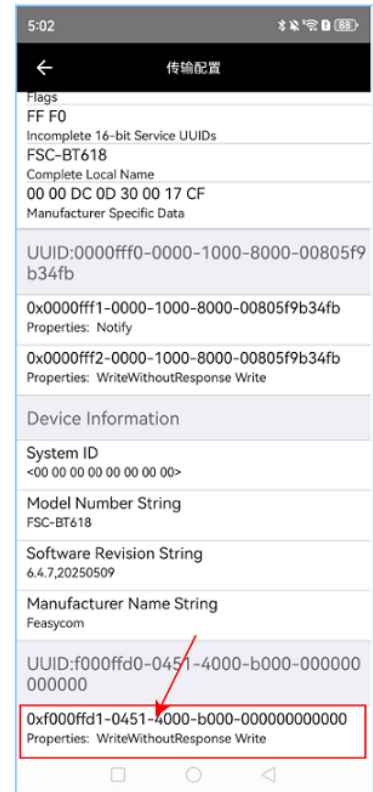 5:02
88
传输配置
Flags
FF F0
Incomplete 16-bit Service UUIDs
FSC-BT618
Complete Local Name
00 00 DC 0D 30 00 17 CF
Manufacturer Specific Data
UUID:0000fff0-0000-1000-8000-00805f9
b34fb
0x0000fff1-0000-1000-8000-00805f9b34fb
Properties: Notify
0x0000fff2-0000-1000-8000-00805f9b34fb
Properties: WriteWithoutResponse Write
Device Information
System ID
<00 00 00 00 00 00 00 00>
Model Number String
FSC-BT618
Software Revision String
6.4.7,20250509
Manufacturer Name String
Feasycom
UUID:f000ffd0-0451-4000-b000-000000
000000
0xf000ffd1-0451-4000-b000-000000000000
Properties: WriteWithoutResponse Write